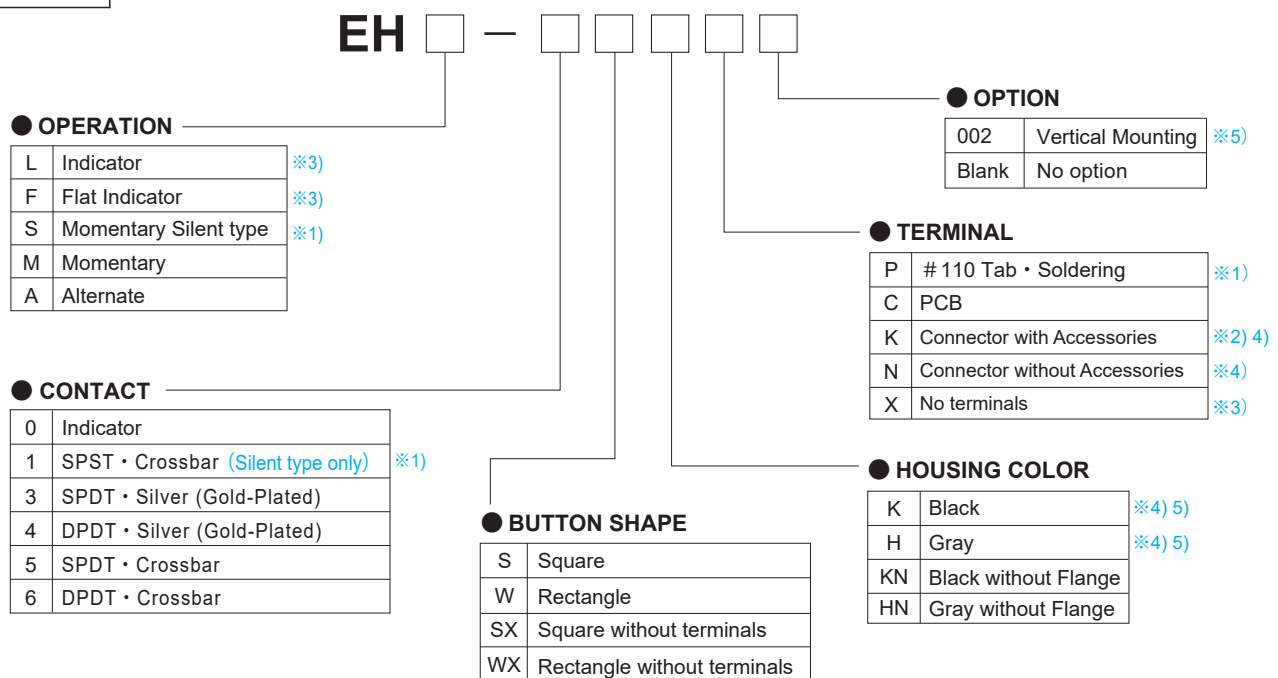 EH □ － □ □ □ □ □
● OPERATION
L Indicator ※3)
F Flat Indicator ※3)
S Momentary Silent type ※1)
M Momentary
A Alternate
● CONTACT
0 Indicator
1 SPST・Crossbar（Silent type only） ※1)
3 SPDT・Silver (Gold-Plated)
4 DPDT・Silver (Gold-Plated)
5 SPDT・Crossbar
6 DPDT・Crossbar
● BUTTON SHAPE
S Square
W Rectangle
SX Square without terminals
WX Rectangle without terminals
● OPTION
002 Vertical Mounting ※5)
Blank No option
● TERMINAL
P ＃110 Tab・Soldering ※1)
C PCB
K Connector with Accessories ※2) 4)
N Connector without Accessories ※4)
X No terminals ※3)
● HOUSING COLOR
K Black ※4) 5)
H Gray ※4) 5)
KN Black without Flange
HN Gray without Flange